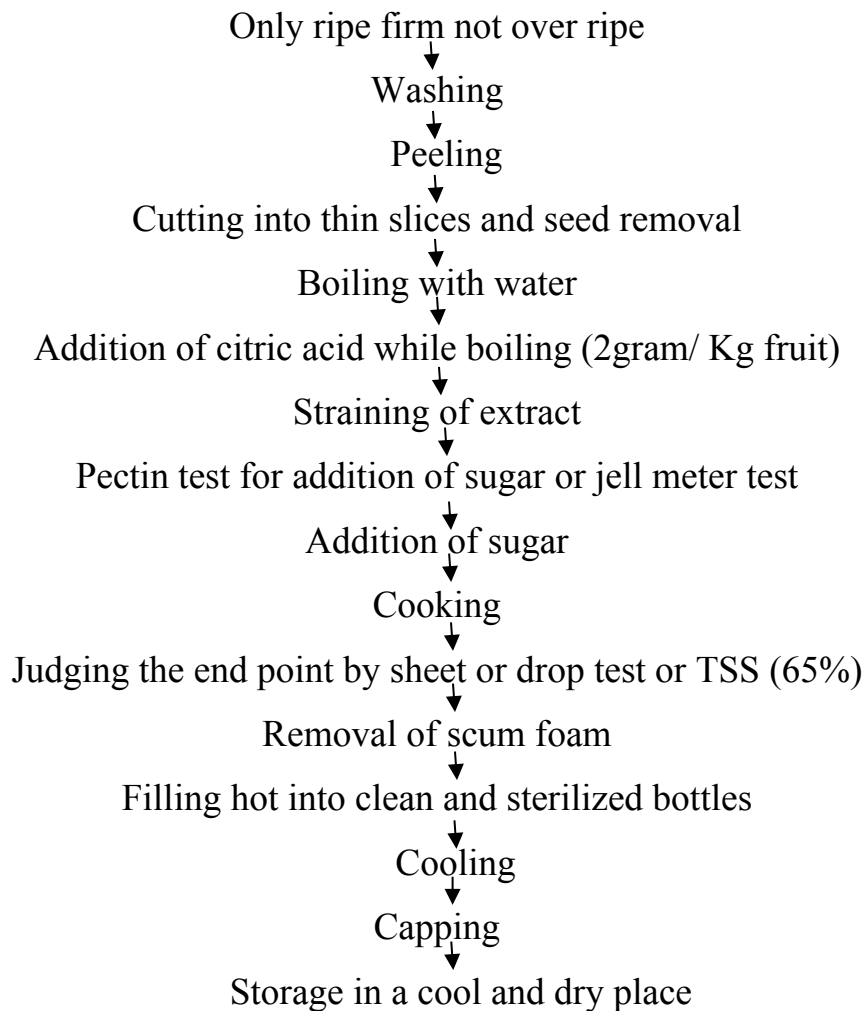 Only ripe firm not over ripe
Washing
Peeling
Cutting into thin slices and seed removal
Boiling with water
Addition of citric acid while boiling (2gram/ Kg fruit)
Straining of extract
Pectin test for addition of sugar or jell meter test
Addition of sugar
Cooking
Judging the end point by sheet or drop test or TSS (65%)
Removal of scum foam
Filling hot into clean and sterilized bottles
Cooling
Capping
Storage in a cool and dry place